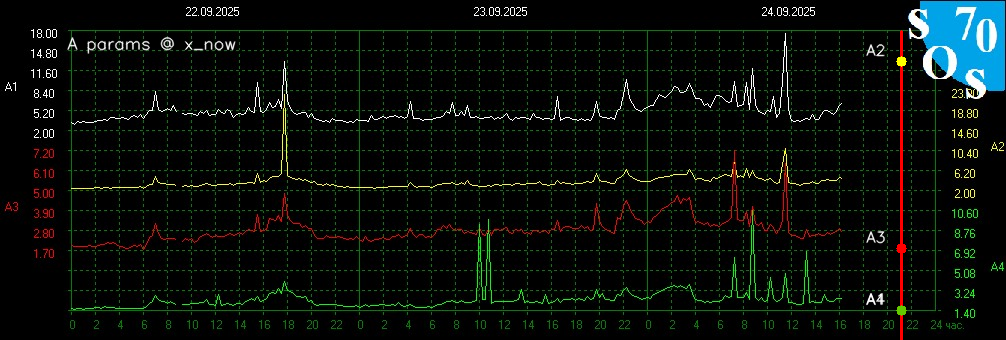 22.09.2025 23.09.2025 24.09.2025
A params @ x_now
A1
18.00
14.80
11.60
8.40
5.20
2.00
A3
7.20
6.10
5.00
3.90
2.80
1.70
A2
A3
A4
23.00
18.80
14.60
10.40
6.20
2.00
A2
10.60
8.76
6.92
5.08
3.24
1.40
A4
0 2 4 6 8 10 12 14 16 18 20 22 0 2 4 6 8 10 12 14 16 18 20 22 0 2 4 6 8 10 12 14 16 18 20 22 24 час.
SOS
70